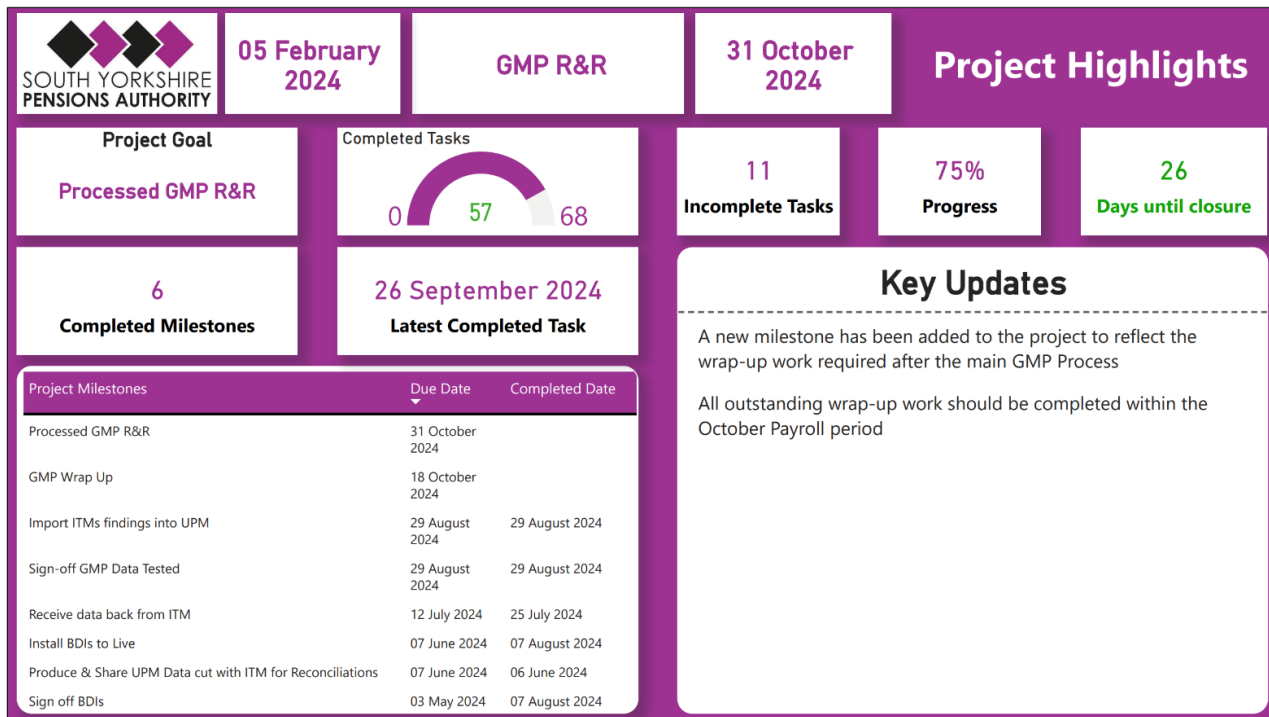 SOUTH YORKSHIRE
PENSIONS AUTHORITY
05 February
2024
GMP R&R
31 October
2024
Project Highlights
Project Goal
Processed GMP R&R
Completed Tasks
0
57
68
11
Incomplete Tasks
75%
Progress
26
Days until closure
6
Completed Milestones
26 September 2024
Latest Completed Task
Key Updates
A new milestone has been added to the project to reflect the
wrap-up work required after the main GMP Process
All outstanding wrap-up work should be completed within the
October Payroll period
Project Milestones Due Date Completed Date
Processed GMP R&R 31 October
2024
GMP Wrap Up 18 October
2024
Import ITMs findings into UPM 29 August 29 August 2024
2024
Sign-off GMP Data Tested 29 August 29 August 2024
2024
Receive data back from ITM 12 July 2024 25 July 2024
Install BDIs to Live 07 June 2024 07 August 2024
Produce & Share UPM Data cut with ITM for Reconciliations 07 June 2024 06 June 2024
Sign off BDIs 03 May 2024 07 August 2024